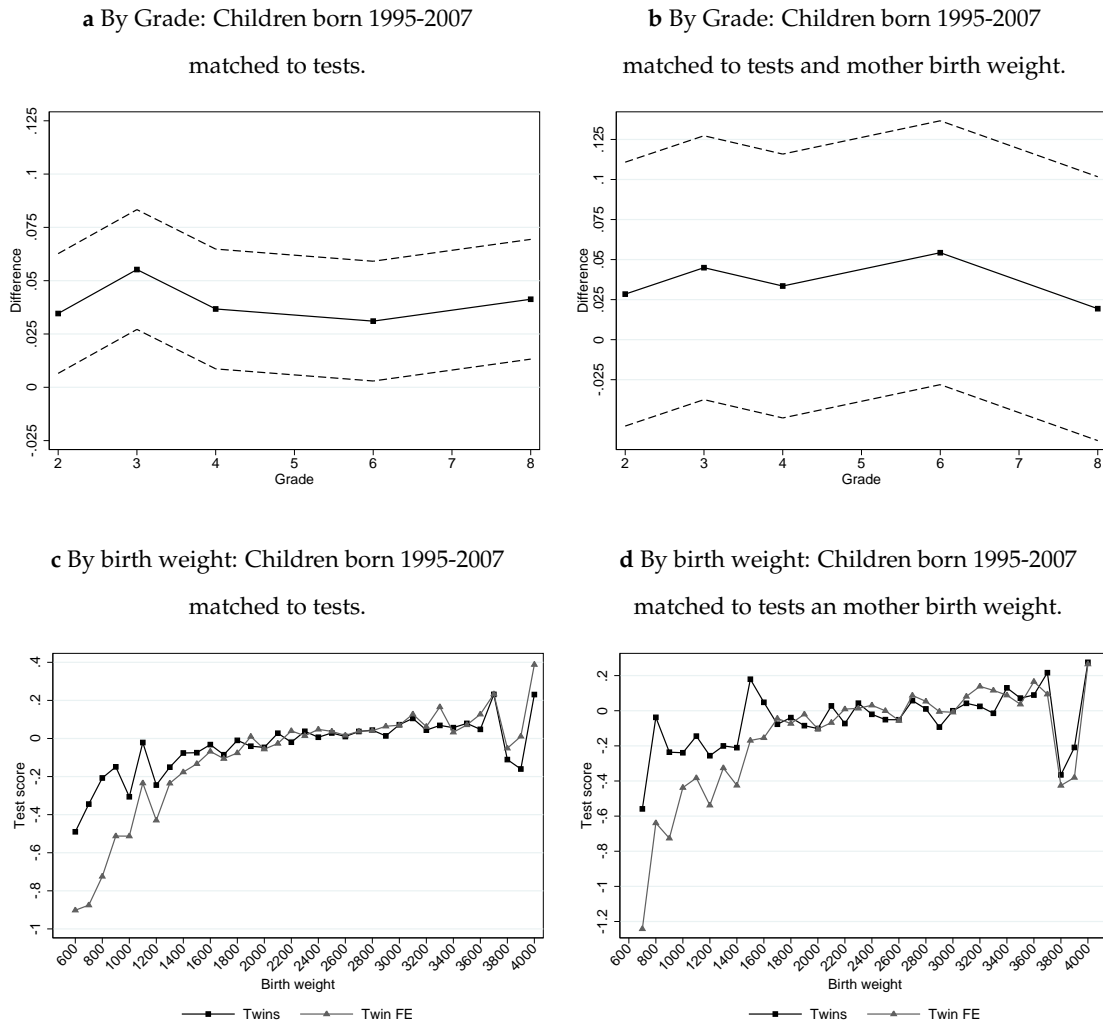 a By Grade: Children born 1995-2007
matched to tests.
.125
.1
.075
.05
.025
0
-.025
Difference
2 3 4 5 6 7 8
Grade
b By Grade: Children born 1995-2007
matched to tests and mother birth weight.
.125
.1
.075
.05
.025
0
-.025
Difference
2 3 4 5 6 7 8
Grade
c By birth weight: Children born 1995-2007
matched to tests.
.4
.2
0
-.2
-.4
-.6
-.8
-1
Test score
600 800 1000 1200 1400 1600 1800 2000 2200 2400 2600 2800 3000 3200 3400 3600 3800 4000
Birth weight
Twins Twin FE
d By birth weight: Children born 1995-2007
matched to tests an mother birth weight.
.2
0
-.2
-.4
-.6
-.8
-1
-1.2
Test score
600 800 1000 1200 1400 1600 1800 2000 2200 2400 2600 2800 3000 3200 3400 3600 3800 4000
Birth weight
Twins Twin FE